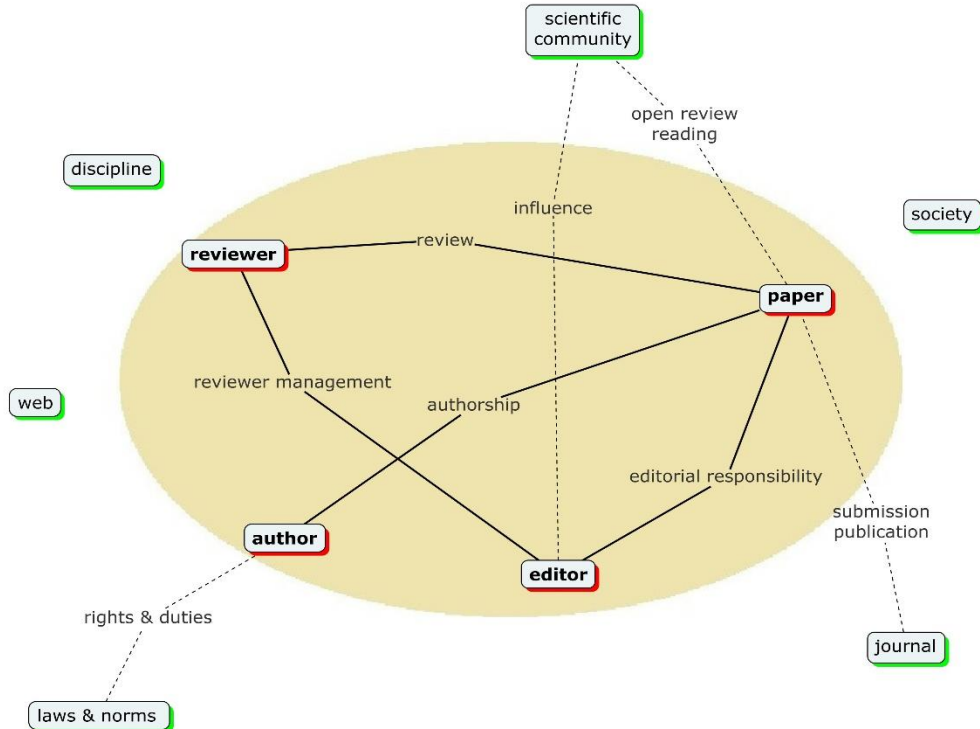 scientific
community
open review
reading
discipline
influence
society
reviewer
review
paper
reviewer management
web
authorship
editorial responsibility
submission
publication
author
editor
rights & duties
journal
laws & norms